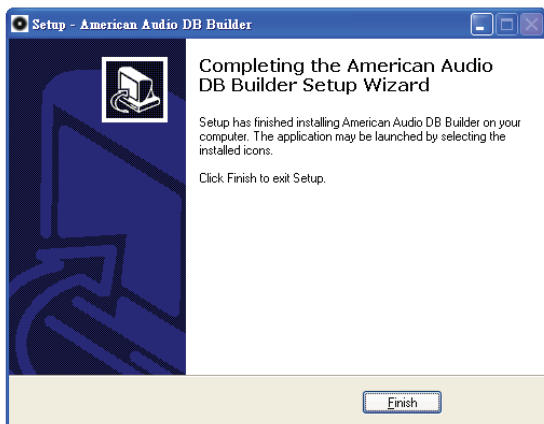 Setup - American Audio DB Builder
Completing the American Audio
DB Builder Setup Wizard
Setup has finished installing American Audio DB Builder on your
computer. The application may be launched by selecting the
installed icons.
Click Finish to exit Setup.
Finish